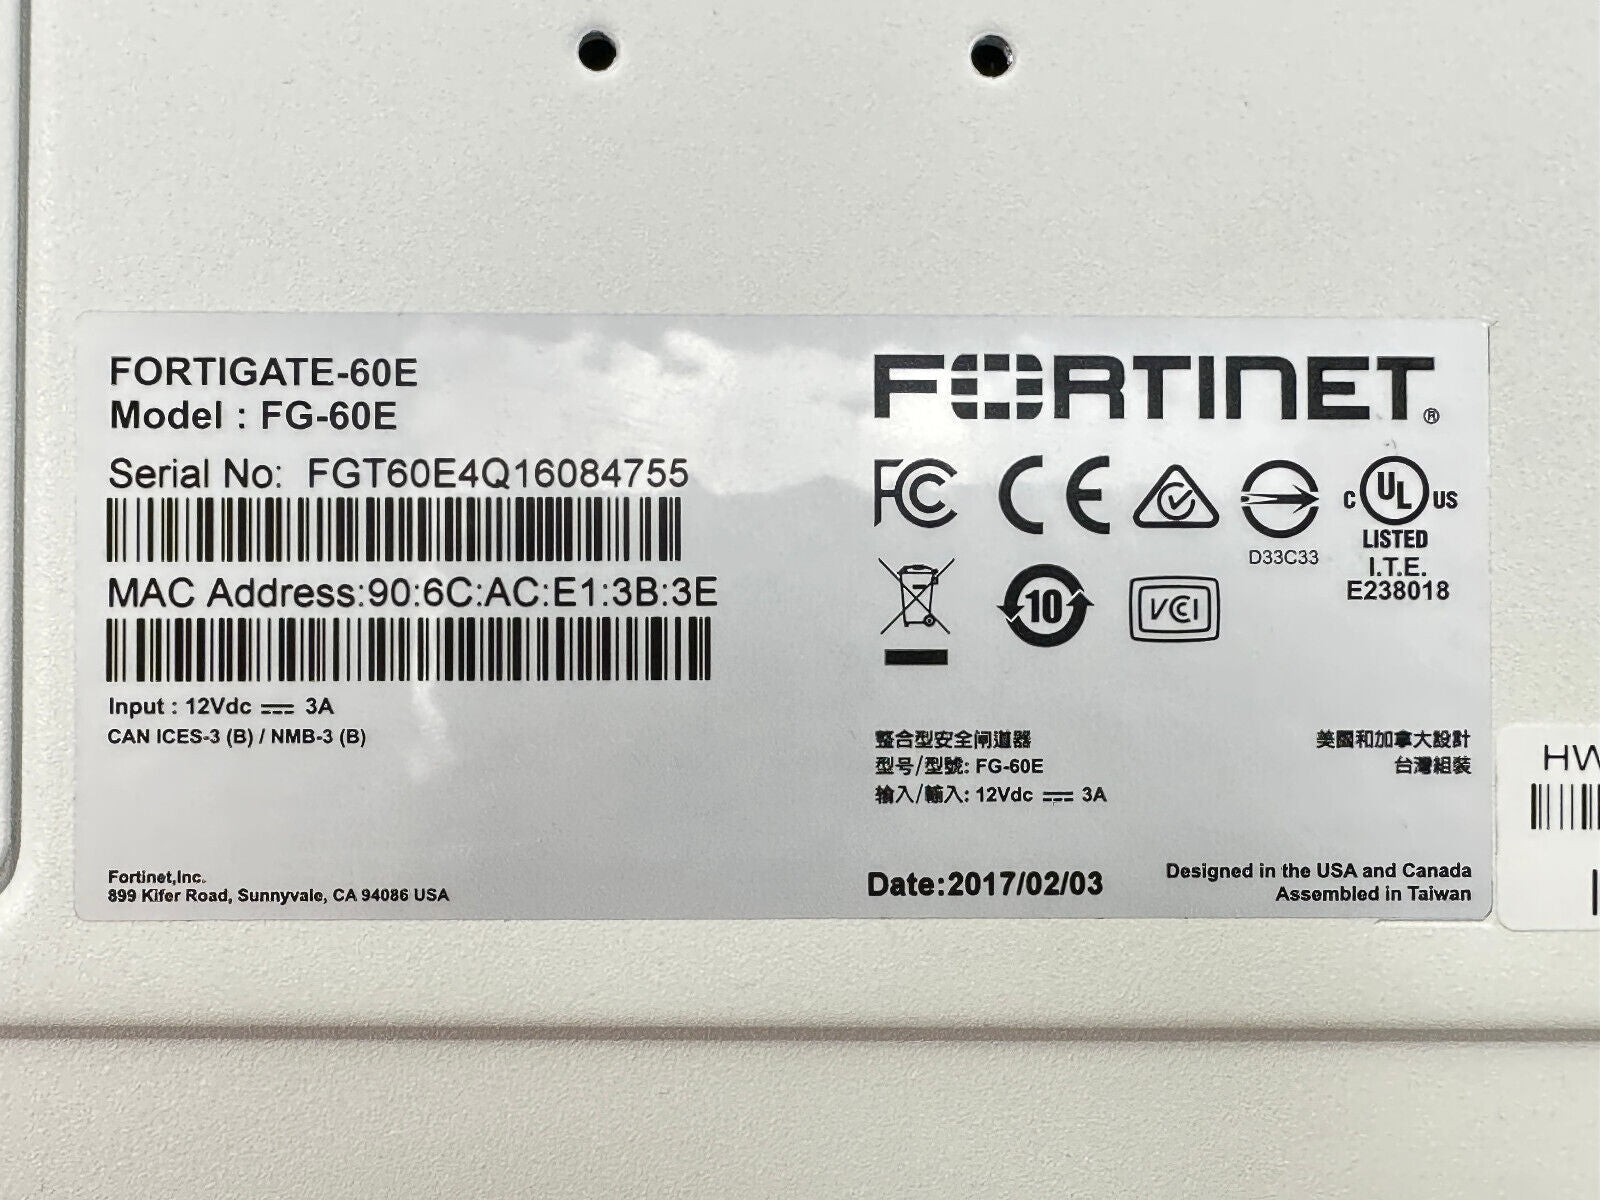 FORTIGATE-60E
Model : FG-60E
Serial No: FGT60E4Q16084755
MAC Address:90:6C:AC:E1:3B:3E
Input : 12Vdc ⎓ 3A
CAN ICES-3 (B) / NMB-3 (B)
Fortinet,Inc.
899 Kifer Road, Sunnyvale, CA 94086 USA
FORTINET®
FC CE
D33C33
C UL US
LISTED
I.T.E.
E238018
10
VCCI
整合型安全闸道器
型号/型號: FG-60E
输入/輸入: 12Vdc ⎓ 3A
美國和加拿大設計
台灣組裝
Date:2017/02/03
Designed in the USA and Canada
Assembled in Taiwan